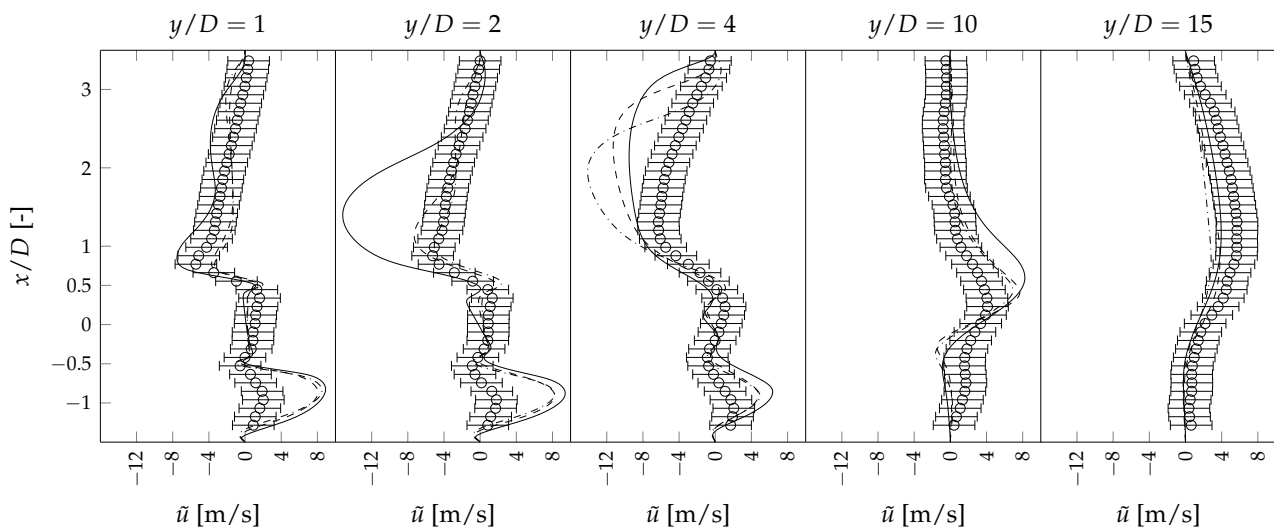 y/D = 1 y/D = 2 y/D = 4 y/D = 10 y/D = 15
3
2
1
0.5
0
−0.5
−1
x/D [-]
−12 −8 −4 0 4 8 −12 −8 −4 0 4 8 −12 −8 −4 0 4 8 −12 −8 −4 0 4 8 −12 −8 −4 0 4 8
ũ [m/s] ũ [m/s] ũ [m/s] ũ [m/s] ũ [m/s]